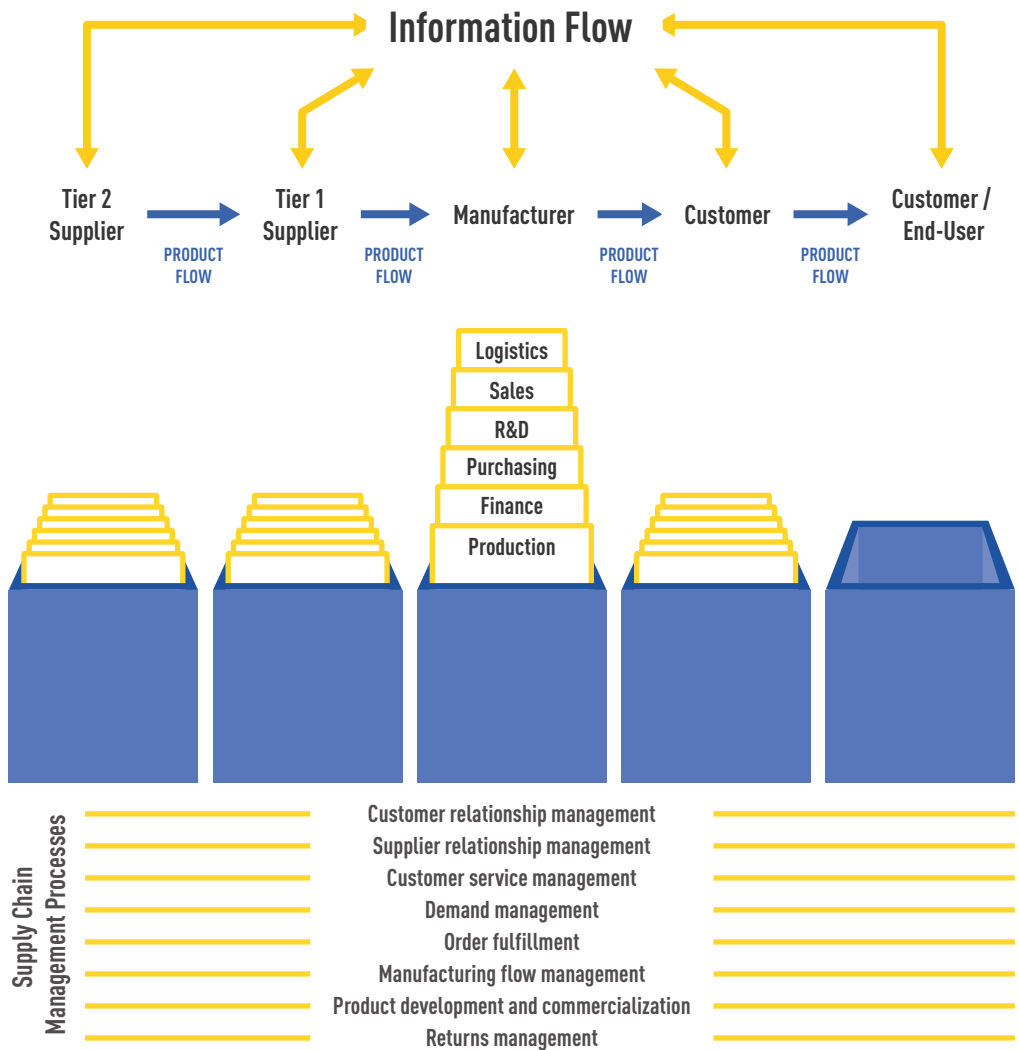 Information Flow
Tier 2
Supplier
Tier 1
Supplier
Manufacturer
Customer
Customer /
End-User
PRODUCT
FLOW
PRODUCT
FLOW
PRODUCT
FLOW
PRODUCT
FLOW
Logistics
Sales
R&D
Purchasing
Finance
Production
Supply Chain
Management Processes
Customer relationship management
Supplier relationship management
Customer service management
Demand management
Order fulfillment
Manufacturing flow management
Product development and commercialization
Returns management